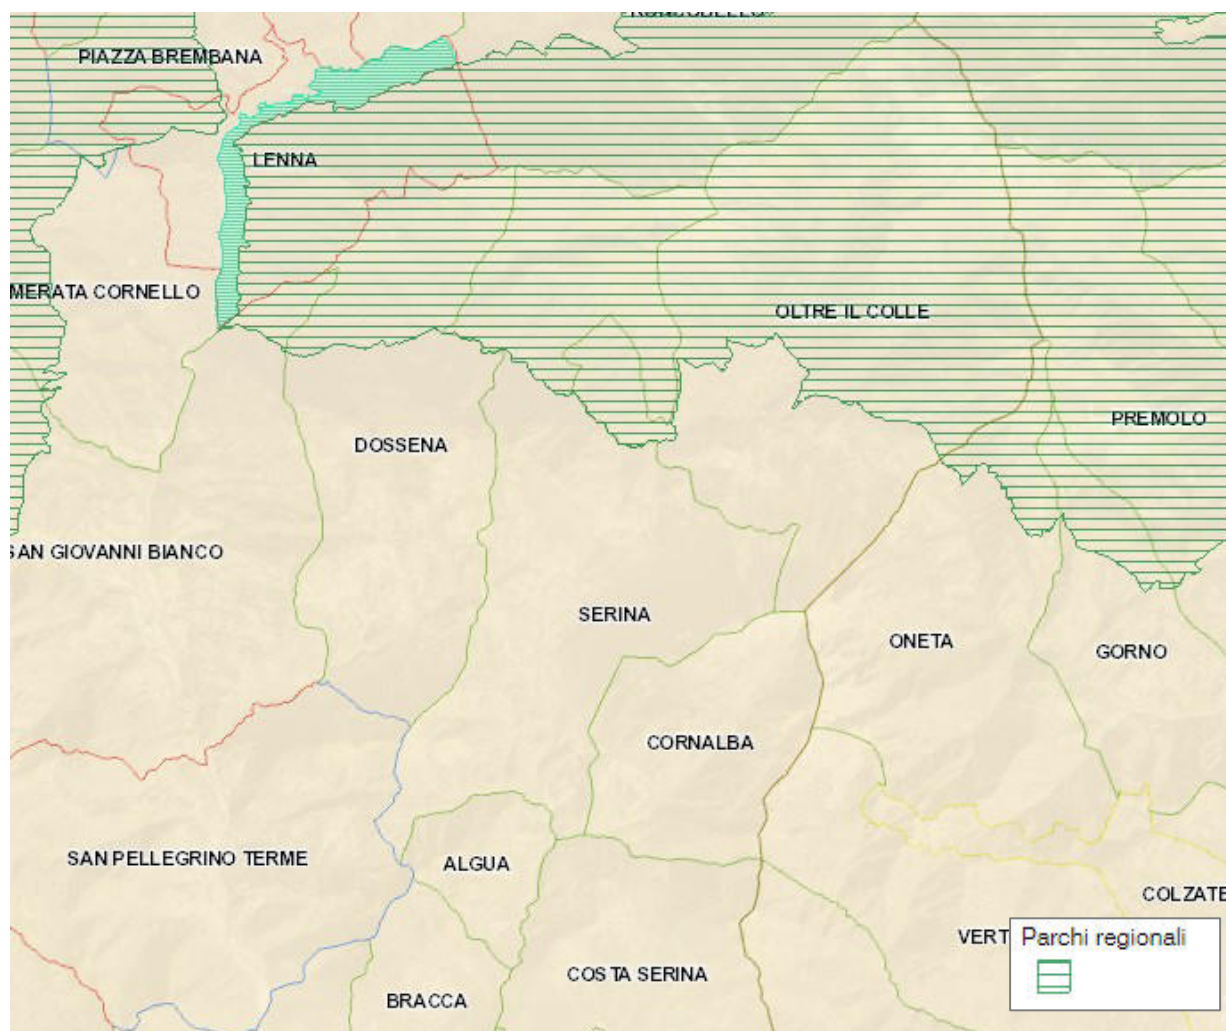 PIAZZA BREMBANA
LENNA
MERATA CORNELLO
OLTRE IL COLLE
PREMOLO
DOSSENA
SAN GIOVANNI BIANCO
SERINA
ONETA
GORNO
CORNALBA
SAN PELLEGRINO TERME
ALGUA
COLZATE
VERT
Parchi regionali
COSTA SERINA
BRACCA